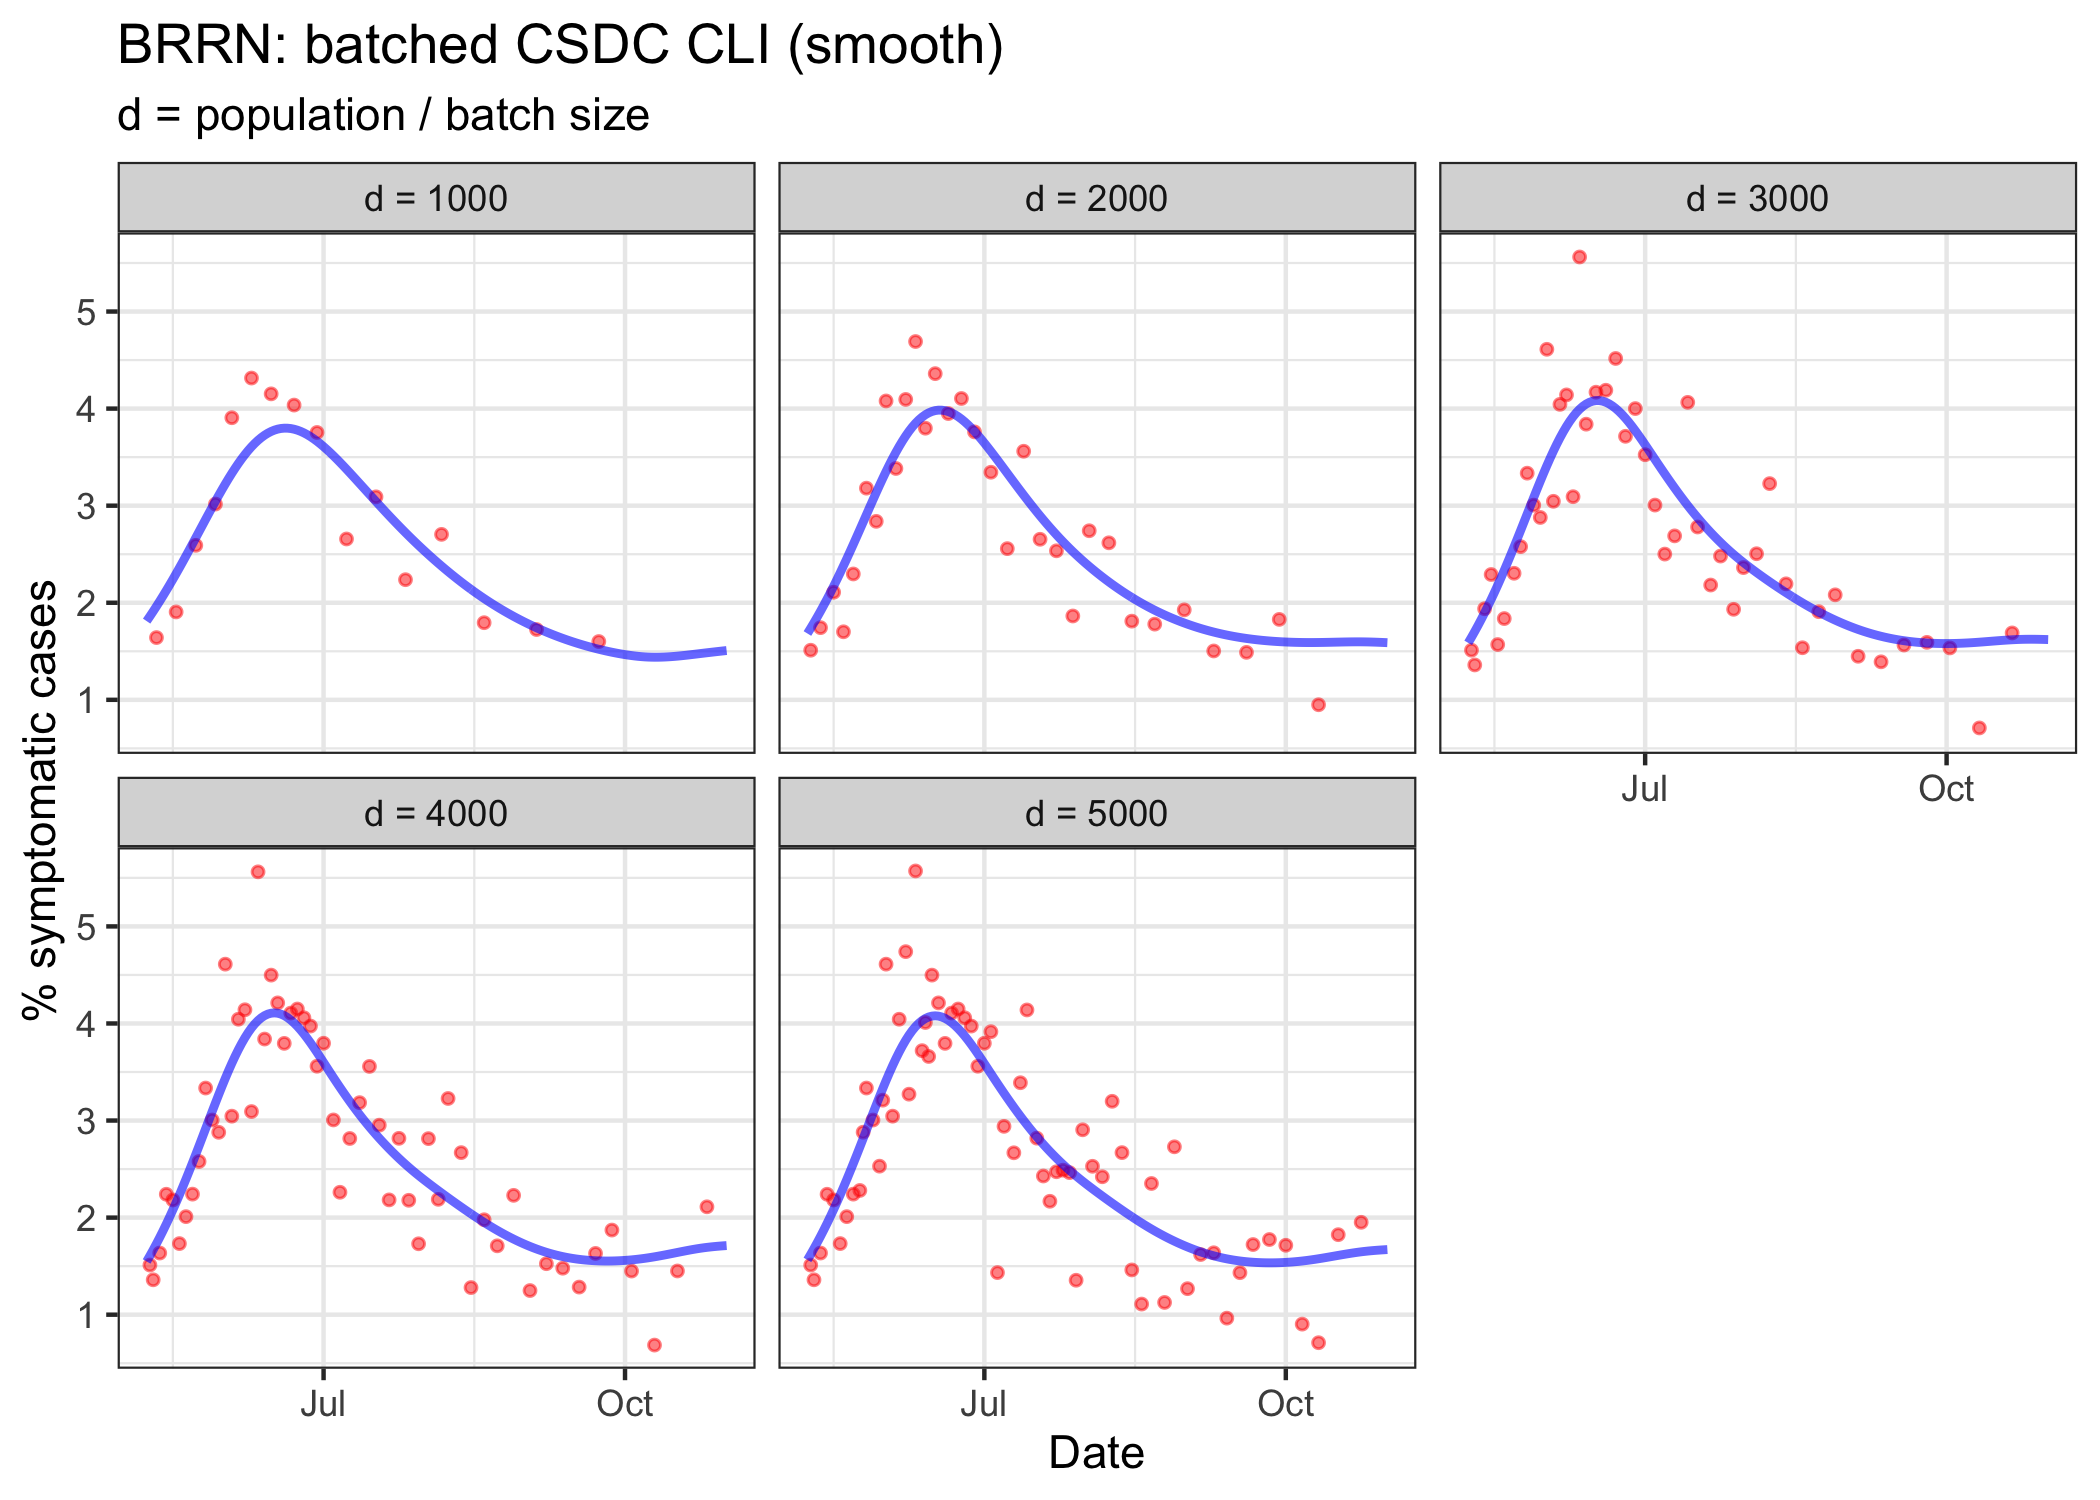 BRRN: batched CSDC CLI (smooth)
d = population / batch size
d = 1000
d = 2000
d = 3000
5
4
3
2
1
Jul
Oct
d = 4000
d = 5000
5
4
3
2
1
Jul
Oct
Jul
Oct
% symptomatic cases
Date